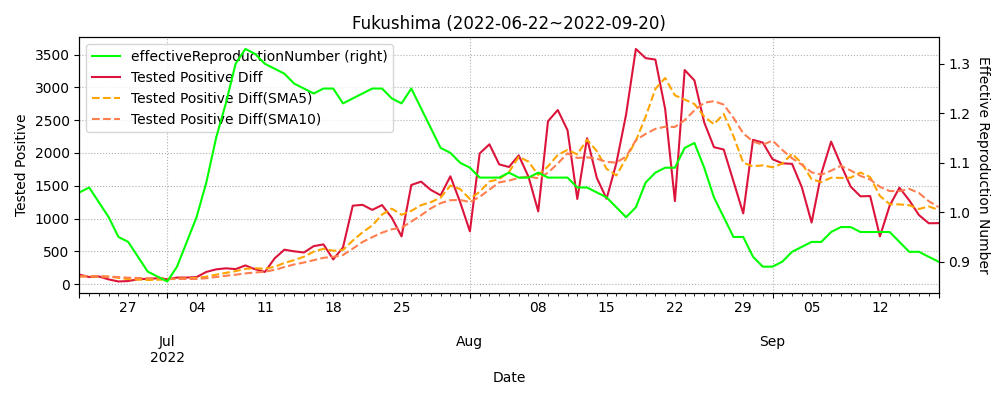 Fukushima (2022-06-22~2022-09-20)
effectiveReproductionNumber (right)
Tested Positive Diff
Tested Positive Diff(SMA5)
Tested Positive Diff(SMA10)
Tested Positive
3500
3000
2500
2000
1500
1000
500
0
Effective Reproduction Number
1.3
1.2
1.1
1.0
0.9
27 04 11 18 25 08 15 22 29 05 12
Jul Aug Sep
2022
Date